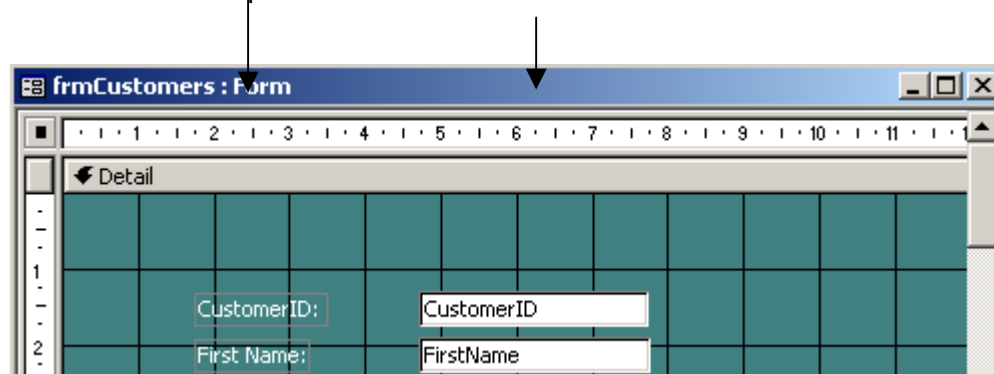 frmCustomers : Form
1 2 3 4 5 6 7 8 9 10 11
Detail
1
CustomerID: CustomerID
2
First Name: FirstName